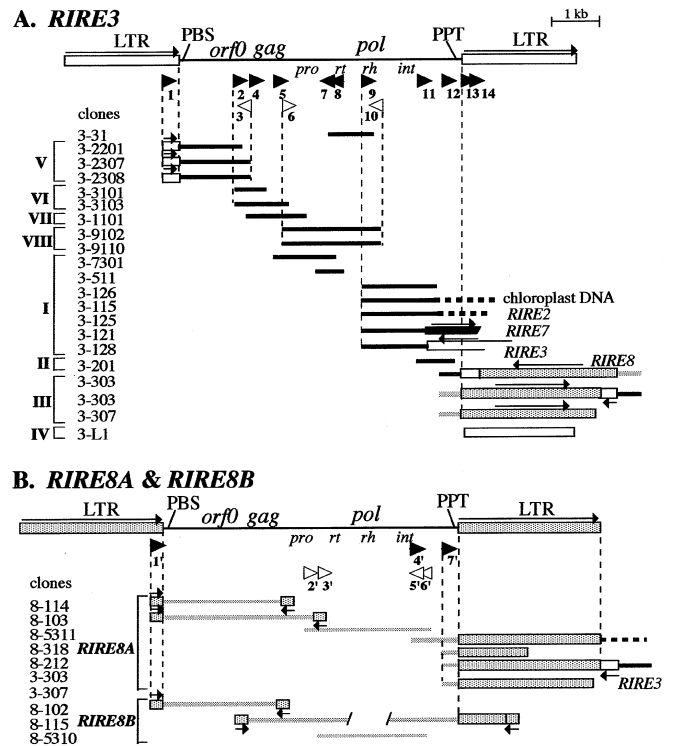 A. RIRE3
1 kb
LTR PBS orf0 gag pol PPT LTR
pro rt rh int
1 2 4 5 7 8 9 11 12 13 14
3 6 10
clones
3-31
3-2201
V 3-2307
3-2308
VI 3-3101
3-3103
VII 3-1101
VIII 3-9102
3-9110
3-7301
3-511
3-126 chloroplast DNA
I 3-115 RIRE2
3-125 RIRE7
3-121
3-128 RIRE3
II 3-201 RIRE8
3-303
III 3-303
3-307
IV 3-L1
B. RIRE8A & RIRE8B
LTR PBS orf0 gag pol PPT LTR
pro rt rh int
1' 4' 7'
2' 3' 5' 6'
clones
8-114
8-103
8-5311
8-318 RIRE8A
8-212
3-303 RIRE3
3-307
8-102
8-115 RIRE8B
8-5310